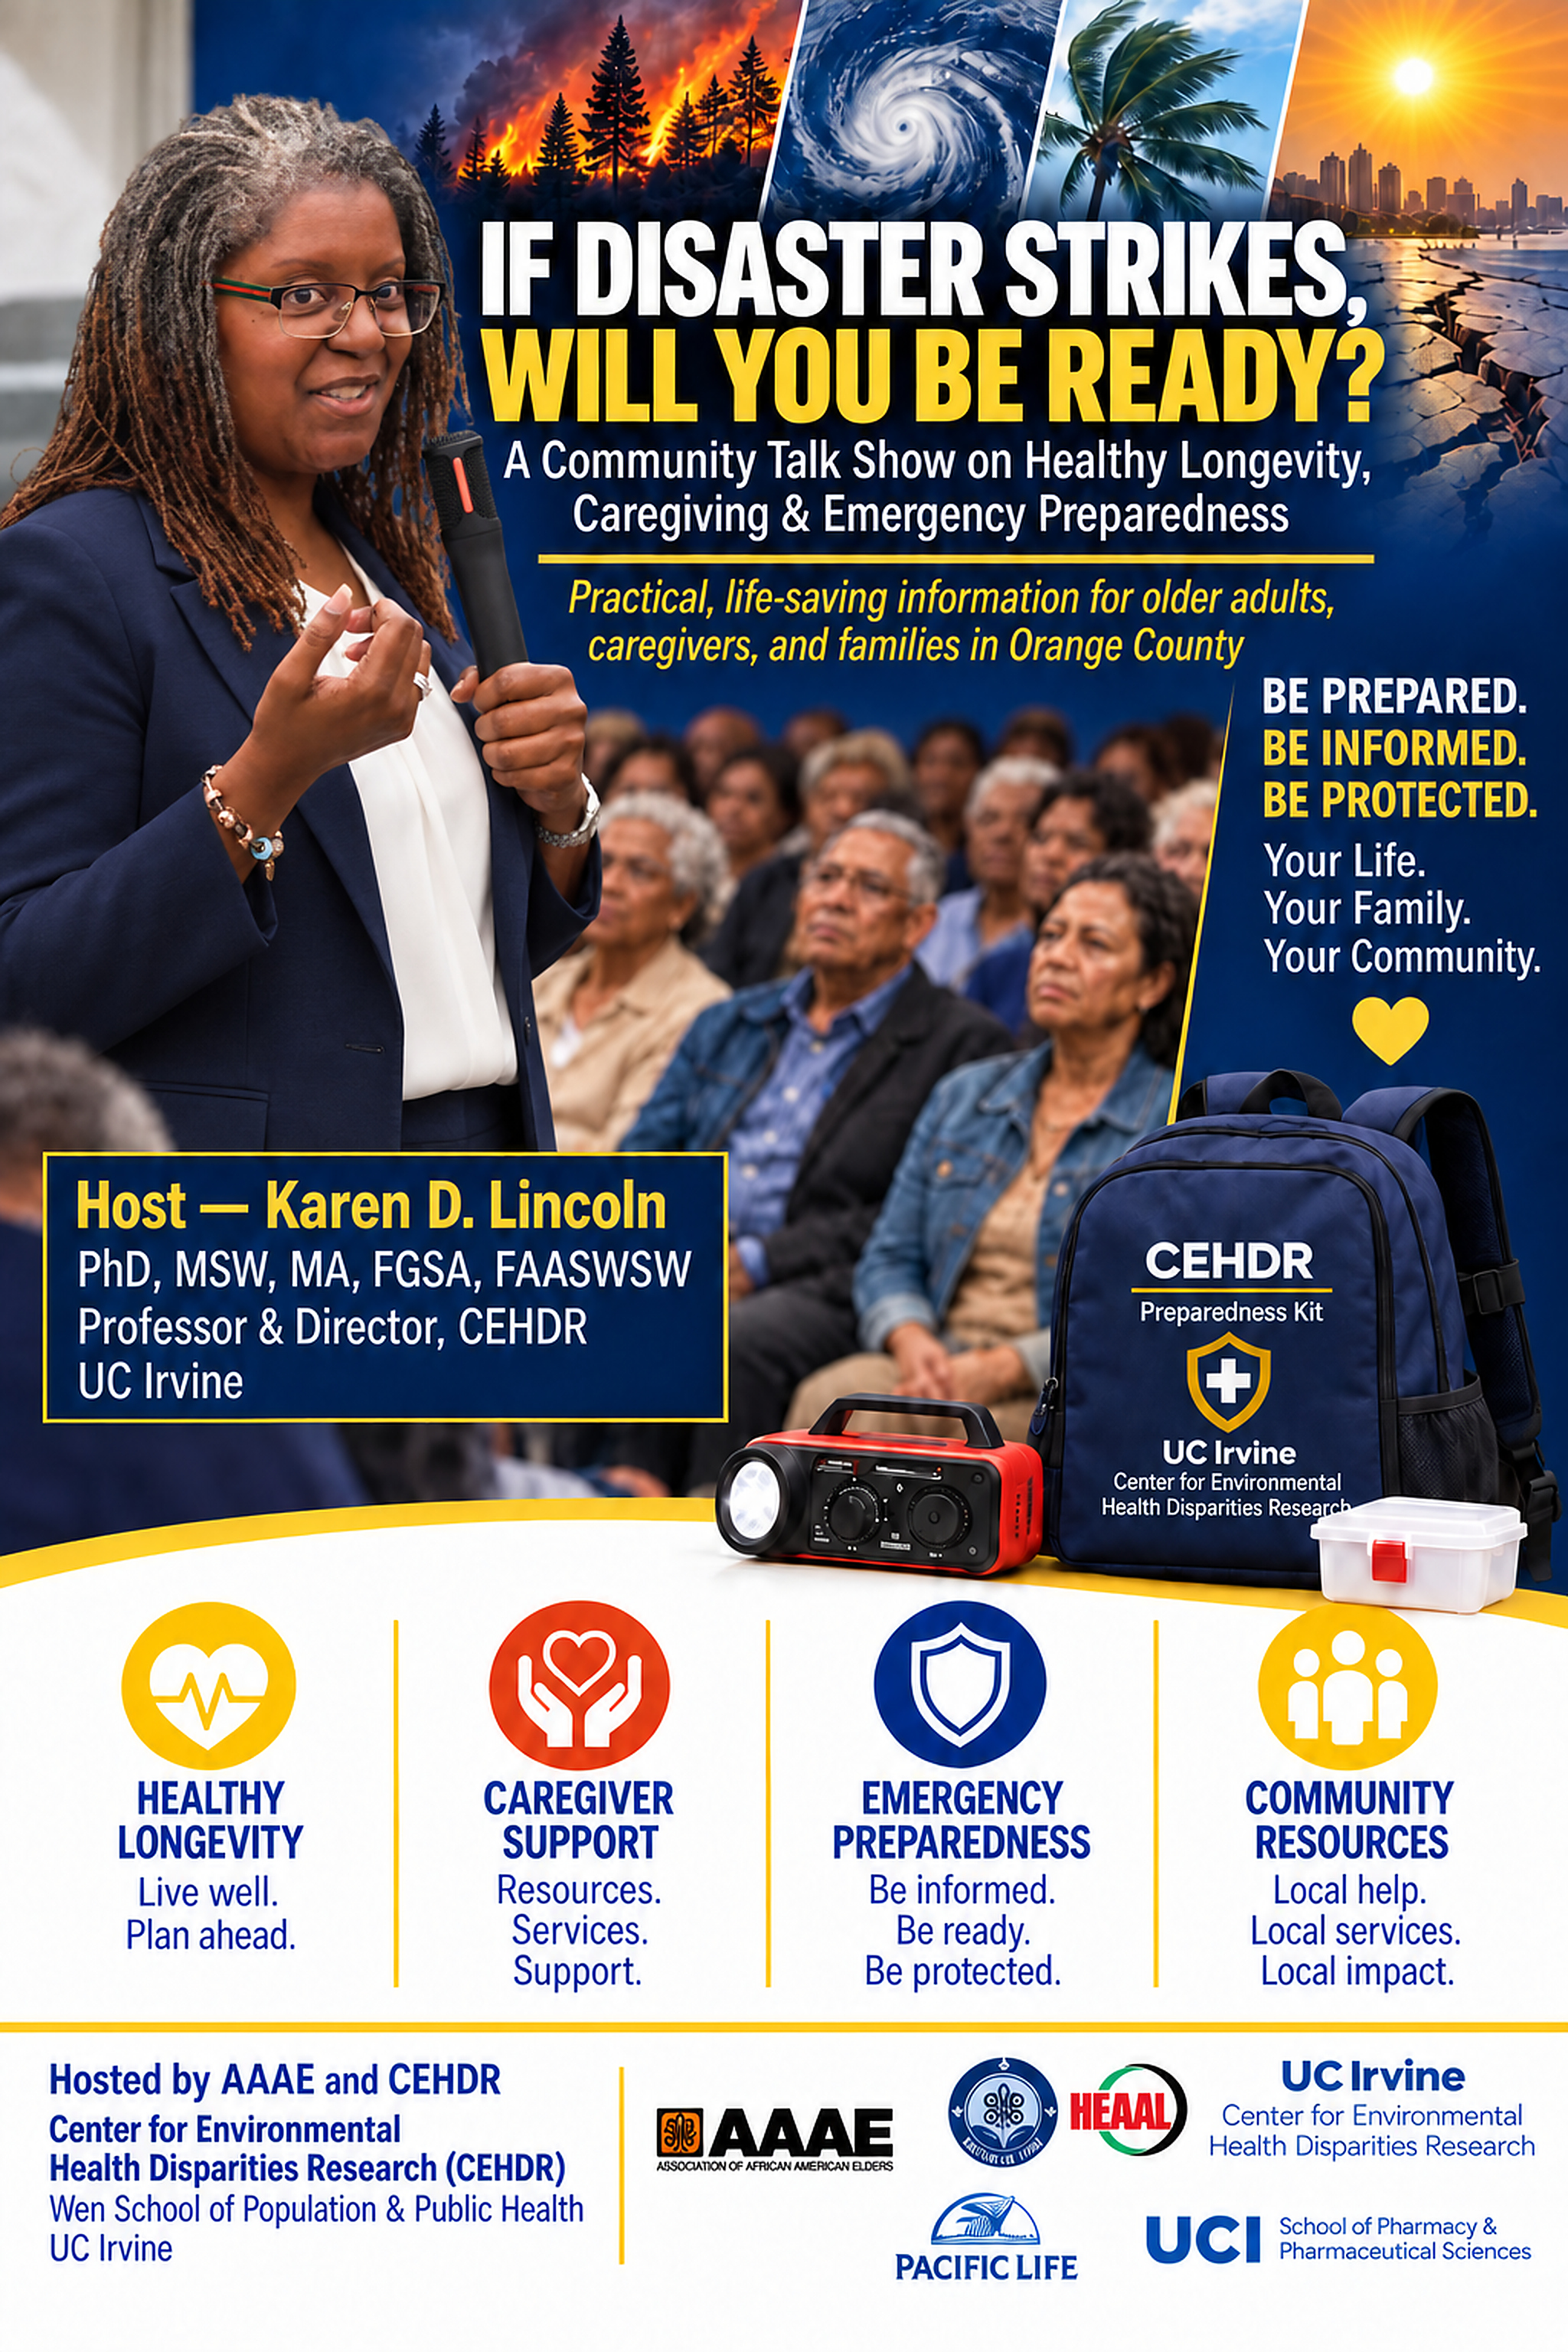 IF DISASTER STRIKES,
WILL YOU BE READY?
A Community Talk Show on Healthy Longevity,
Caregiving & Emergency Preparedness
Practical, life-saving information for older adults,
caregivers, and families in Orange County
BE PREPARED.
BE INFORMED.
BE PROTECTED.
Your Life.
Your Family.
Your Community.
Host — Karen D. Lincoln
PhD, MSW, MA, FGSA, FAASWSW
Professor & Director, CEHDR
UC Irvine
CEHDR
Preparedness Kit
UC Irvine
Center for Environmental
Health Disparities Research
HEALTHY
LONGEVITY
Live well.
Plan ahead.
CAREGIVER
SUPPORT
Resources.
Services.
Support.
EMERGENCY
PREPAREDNESS
Be informed.
Be ready.
Be protected.
COMMUNITY
RESOURCES
Local help.
Local services.
Local impact.
Hosted by AAAE and CEHDR
Center for Environmental
Health Disparities Research (CEHDR)
Wen School of Population & Public Health
UC Irvine
AAAE
ASSOCIATION OF AFRICAN AMERICAN ELDERS
HEAAL
UC Irvine
Center for Environmental
Health Disparities Research
PACIFIC LIFE
UCI
School of Pharmacy &
Pharmaceutical Sciences